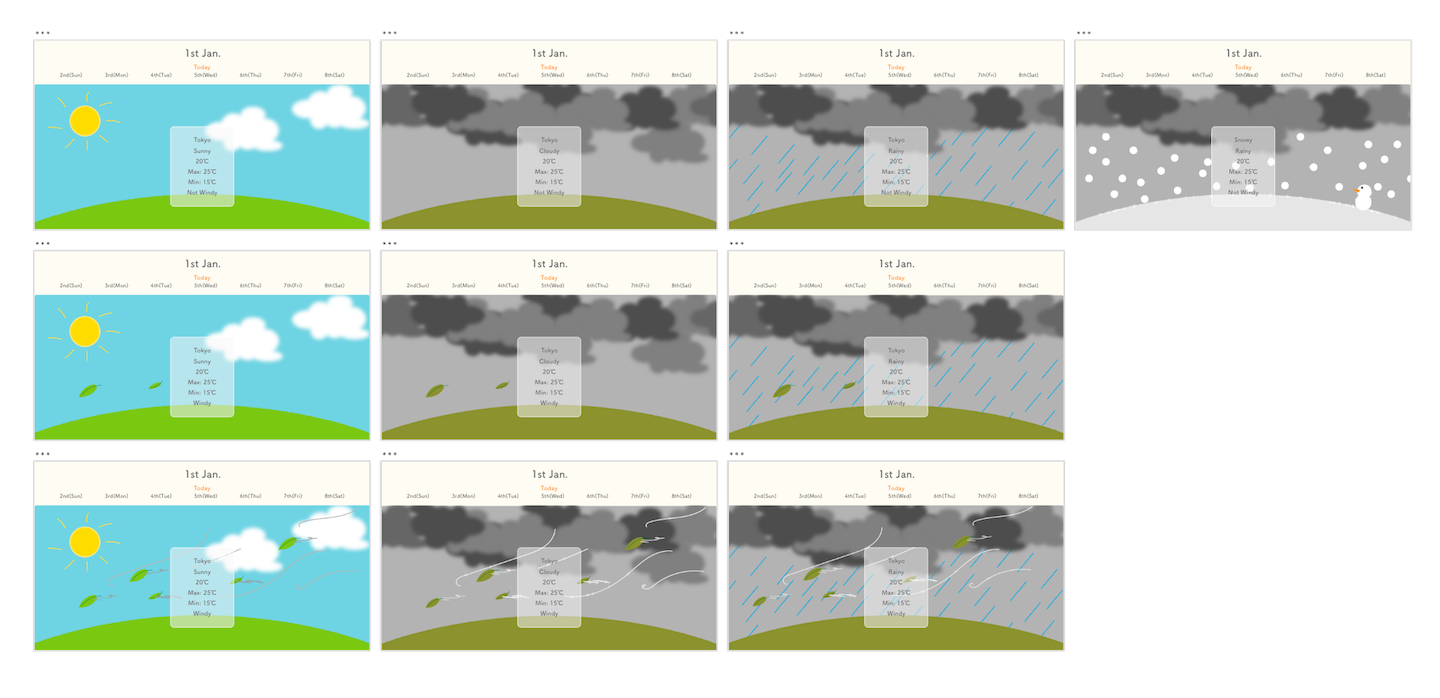 1st Jan.
Today
2nd(Sun) 3rd(Mon) 4th(Tue) 5th(Wed) 6th(Thu) 7th(Fri) 8th(Sat)
Tokyo
Sunny
20℃
Max: 25℃
Min: 15℃
Not Windy
1st Jan.
Today
2nd(Sun) 3rd(Mon) 4th(Tue) 5th(Wed) 6th(Thu) 7th(Fri) 8th(Sat)
Tokyo
Cloudy
20℃
Max: 25℃
Min: 15℃
Not Windy
1st Jan.
Today
2nd(Sun) 3rd(Mon) 4th(Tue) 5th(Wed) 6th(Thu) 7th(Fri) 8th(Sat)
Tokyo
Rainy
20℃
Max: 25℃
Min: 15℃
Not Windy
1st Jan.
Today
2nd(Sun) 3rd(Mon) 4th(Tue) 5th(Wed) 6th(Thu) 7th(Fri) 8th(Sat)
Snowy
Rainy
20℃
Max: 25℃
Min: 15℃
Not Windy
1st Jan.
Today
2nd(Sun) 3rd(Mon) 4th(Tue) 5th(Wed) 6th(Thu) 7th(Fri) 8th(Sat)
Tokyo
Sunny
20℃
Max: 25℃
Min: 15℃
Windy
1st Jan.
Today
2nd(Sun) 3rd(Mon) 4th(Tue) 5th(Wed) 6th(Thu) 7th(Fri) 8th(Sat)
Tokyo
Cloudy
20℃
Max: 25℃
Min: 15℃
Windy
1st Jan.
Today
2nd(Sun) 3rd(Mon) 4th(Tue) 5th(Wed) 6th(Thu) 7th(Fri) 8th(Sat)
Tokyo
Rainy
20℃
Max: 25℃
Min: 15℃
Windy
1st Jan.
Today
2nd(Sun) 3rd(Mon) 4th(Tue) 5th(Wed) 6th(Thu) 7th(Fri) 8th(Sat)
Tokyo
Sunny
20℃
Max: 25℃
Min: 15℃
Windy
1st Jan.
Today
2nd(Sun) 3rd(Mon) 4th(Tue) 5th(Wed) 6th(Thu) 7th(Fri) 8th(Sat)
Tokyo
Cloudy
20℃
Max: 25℃
Min: 15℃
Windy
1st Jan.
Today
2nd(Sun) 3rd(Mon) 4th(Tue) 5th(Wed) 6th(Thu) 7th(Fri) 8th(Sat)
Tokyo
Rainy
20℃
Max: 25℃
Min: 15℃
Windy